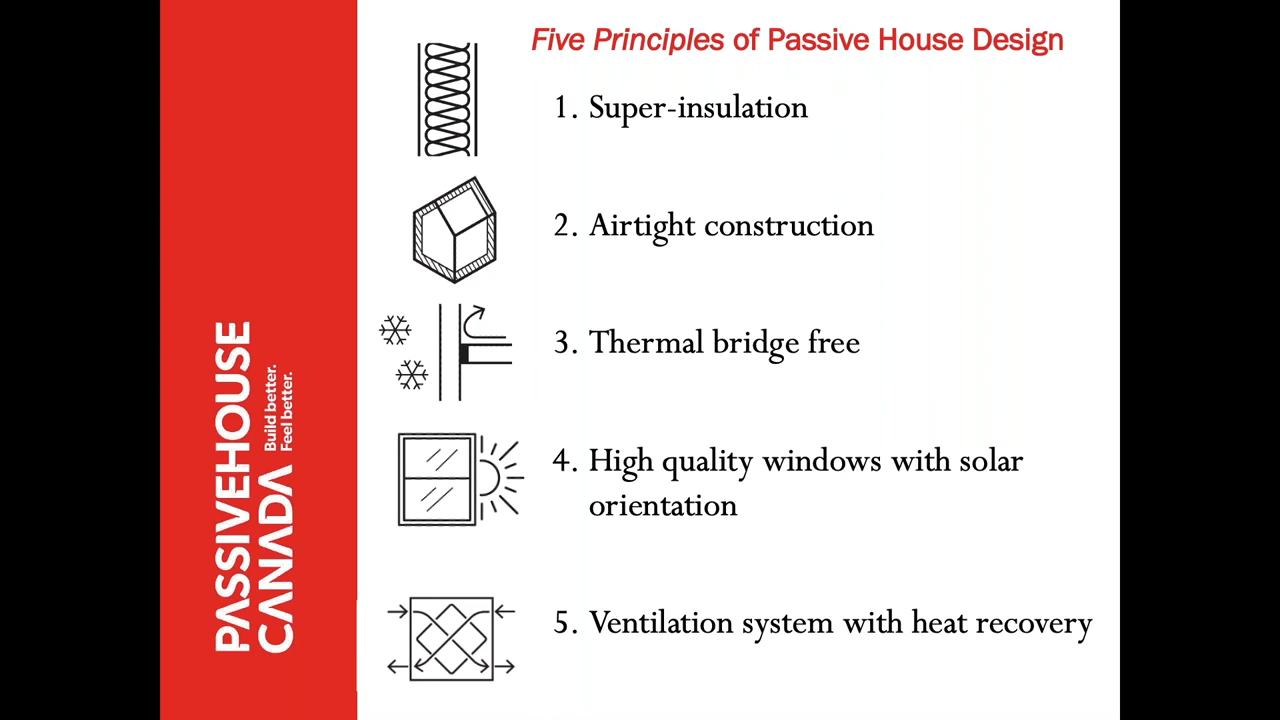 Five Principles of Passive House Design
1. Super-insulation
2. Airtight construction
3. Thermal bridge free
4. High quality windows with solar
orientation
5. Ventilation system with heat recovery
PASSIVEHOUSE
CANADA
Build better.
Feel better.